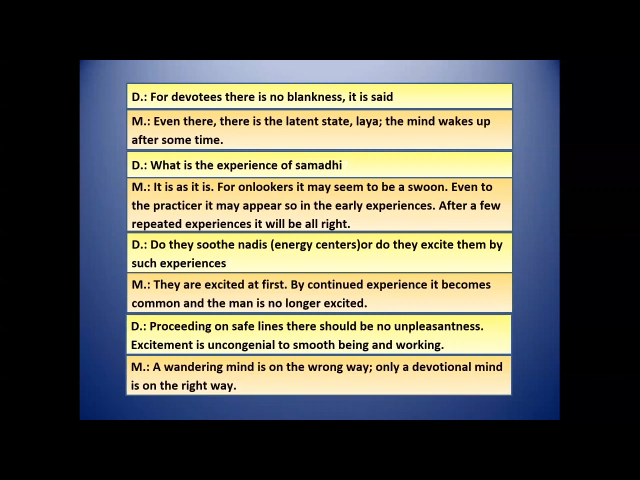 D.: For devotees there is no blankness, it is said
M.: Even there, there is the latent state, laya; the mind wakes up
after some time.
D.: What is the experience of samadhi
M.: It is as it is. For onlookers it may seem to be a swoon. Even to
the practicer it may appear so in the early experiences. After a few
repeated experiences it will be all right.
D.: Do they soothe nadis (energy centers)or do they excite them by
such experiences
M.: They are excited at first. By continued experience it becomes
common and the man is no longer excited.
D.: Proceeding on safe lines there should be no unpleasantness.
Excitement is uncongenial to smooth being and working.
M.: A wandering mind is on the wrong way; only a devotional mind
is on the right way.